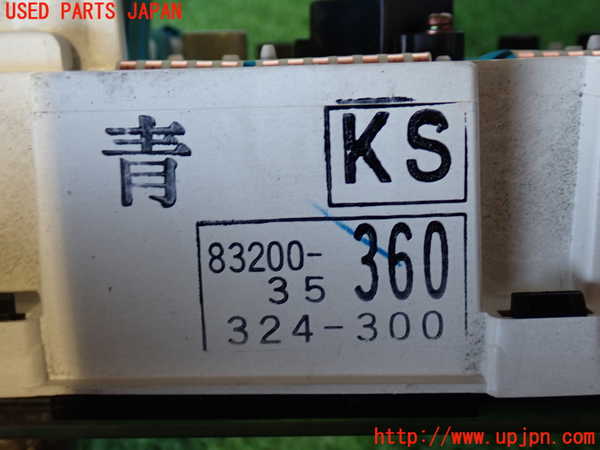 USED PARTS JAPAN
青
KS
83200-
35 360
324-300
http://www.upjpn.com/